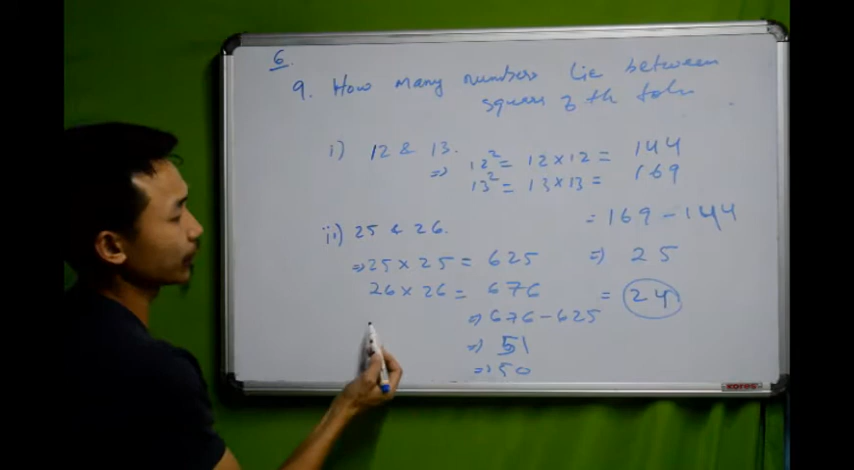 6.
9. How many numbers lie between
squares of the
i) 12 & 13.
⇒ 12² = 12 × 12 = 144
13² = 13 × 13 = 169
= 169 - 144
⇒ 25
= 24
ii) 25 & 26.
⇒ 25 × 25 = 625
26 × 26 = 676
⇒ 676 - 625
⇒ 51
⇒ 50